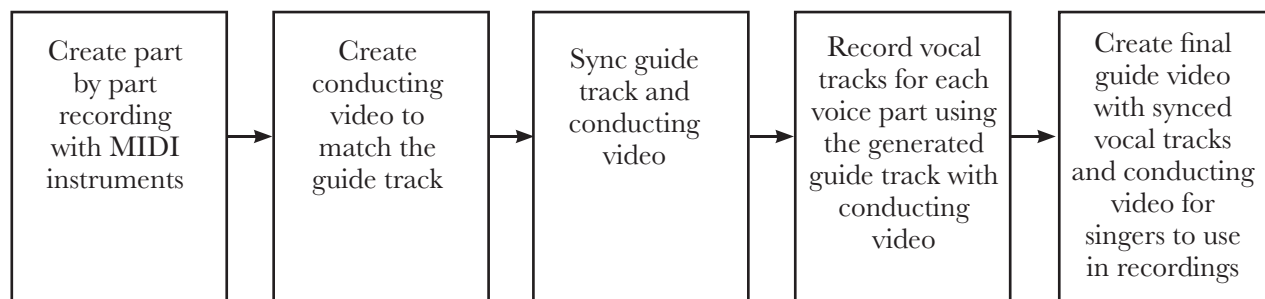 Create part
by part
recording
with MIDI
instruments
Create
conducting
video to
match the
guide track
Sync guide
track and
conducting
video
Record vocal
tracks for each
voice part using
the generated
guide track with
conducting
video
Create final
guide video
with synced
vocal tracks
and conducting
video for
singers to use
in recordings